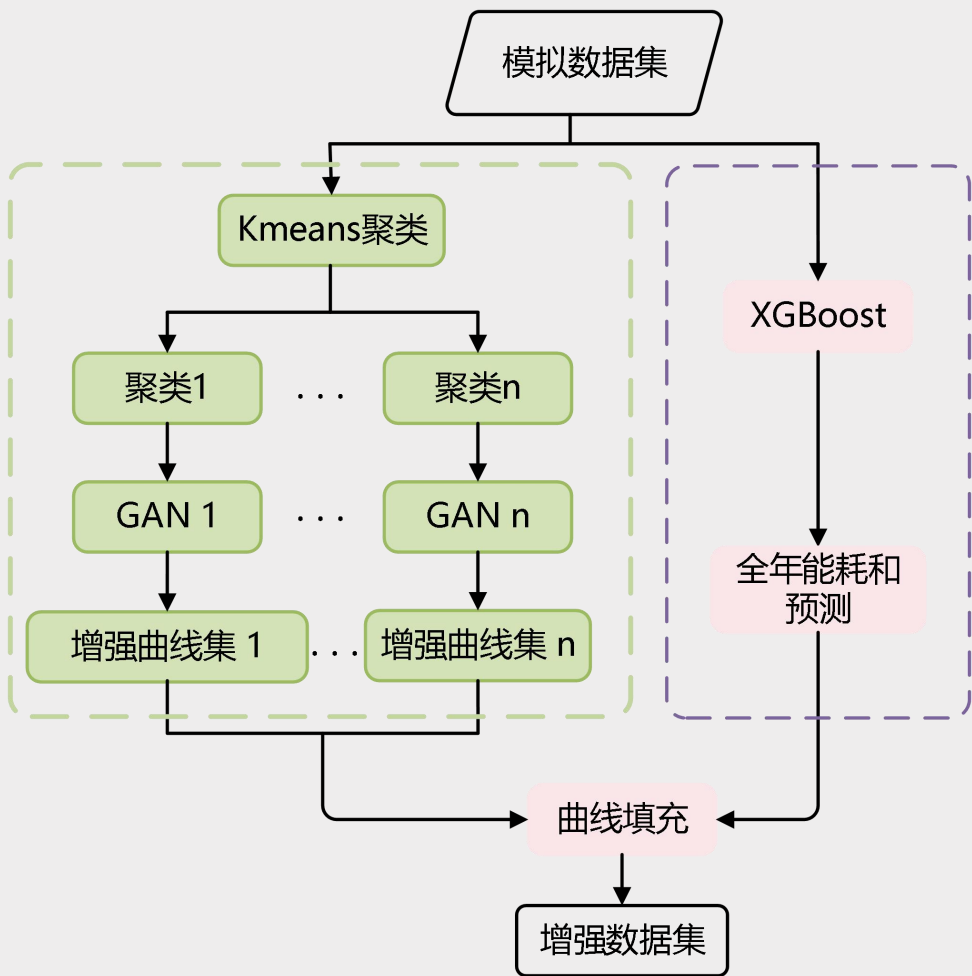 模拟数据集
Kmeans聚类
XGBoost
聚类1
. . .
聚类n
GAN 1
. . .
GAN n
全年能耗和
预测
增强曲线集 1
. . .
增强曲线集 n
曲线填充
增强数据集